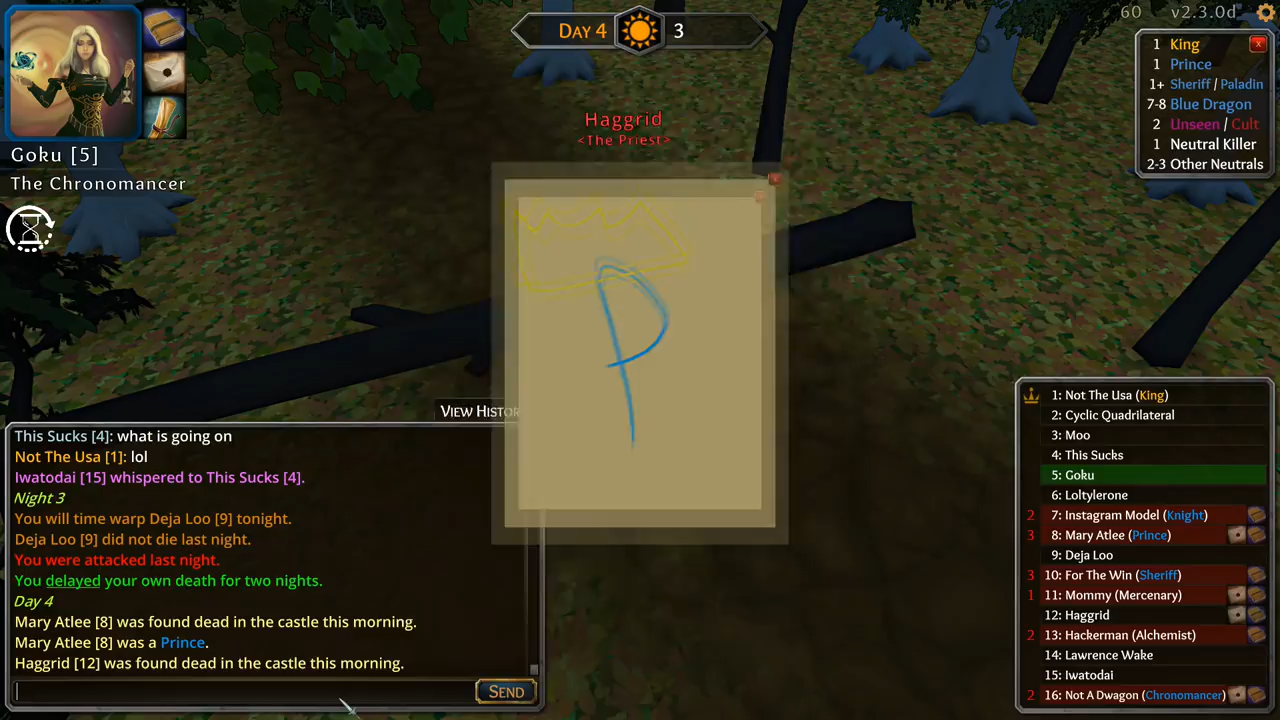 DAY 4 3
60 v2.3.0d
1 King
1 Prince
1+ Sheriff / Paladin
7-8 Blue Dragon
2 Unseen / Cult
1 Neutral Killer
2-3 Other Neutrals
Goku [5]
The Chronomancer
Haggrid
<The Priest>
P
VIEW HISTO
This Sucks [4]: what is going on
Not The Usa [1]: lol
Iwatodai [15] whispered to This Sucks [4].
Night 3
You will time warp Deja Loo [9] tonight.
Deja Loo [9] did not die last night.
You were attacked last night.
You delayed your own death for two nights.
Day 4
Mary Atlee [8] was found dead in the castle this morning.
Mary Atlee [8] was a Prince.
Haggrid [12] was found dead in the castle this morning.
SEND
1: Not The Usa (King)
2: Cyclic Quadrilateral
3: Moo
4: This Sucks
5: Goku
6: Loltylerone
2 7: Instagram Model (Knight)
3 8: Mary Atlee (Prince)
9: Deja Loo
3 10: For The Win (Sheriff)
1 11: Mommy (Mercenary)
12: Haggrid
2 13: Hackerman (Alchemist)
14: Lawrence Wake
15: Iwatodai
2 16: Not A Dwagon (Chronomancer)